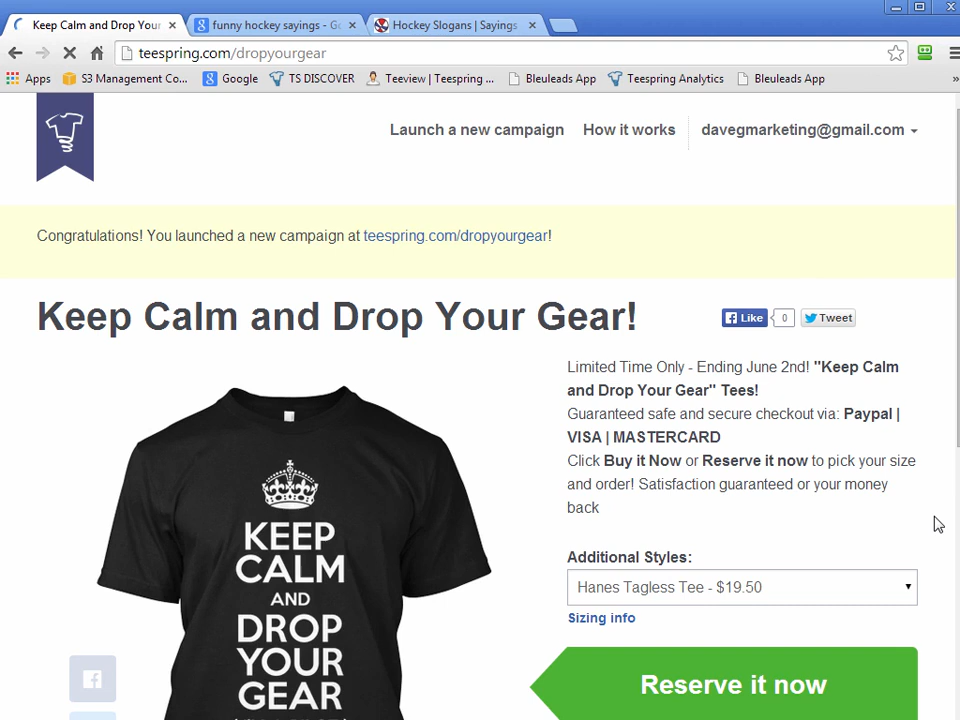 Keep Calm and Drop Your
funny hockey sayings - Go
Hockey Slogans | Sayings
teespring.com/dropyourgear
Apps
S3 Management Co...
Google
TS DISCOVER
Teeview | Teespring ...
Bleuleads App
Teespring Analytics
Bleuleads App
»
Launch a new campaign
How it works
davegmarketing@gmail.com
Congratulations! You launched a new campaign at teespring.com/dropyourgear!
Keep Calm and Drop Your Gear!
Like
0
Tweet
Limited Time Only - Ending June 2nd! "Keep Calm
and Drop Your Gear" Tees!
Guaranteed safe and secure checkout via: Paypal |
VISA | MASTERCARD
Click Buy it Now or Reserve it now to pick your size
and order! Satisfaction guaranteed or your money
back
Additional Styles:
Hanes Tagless Tee - $19.50
Sizing info
Reserve it now
KEEP
CALM
AND
DROP
YOUR
GEAR